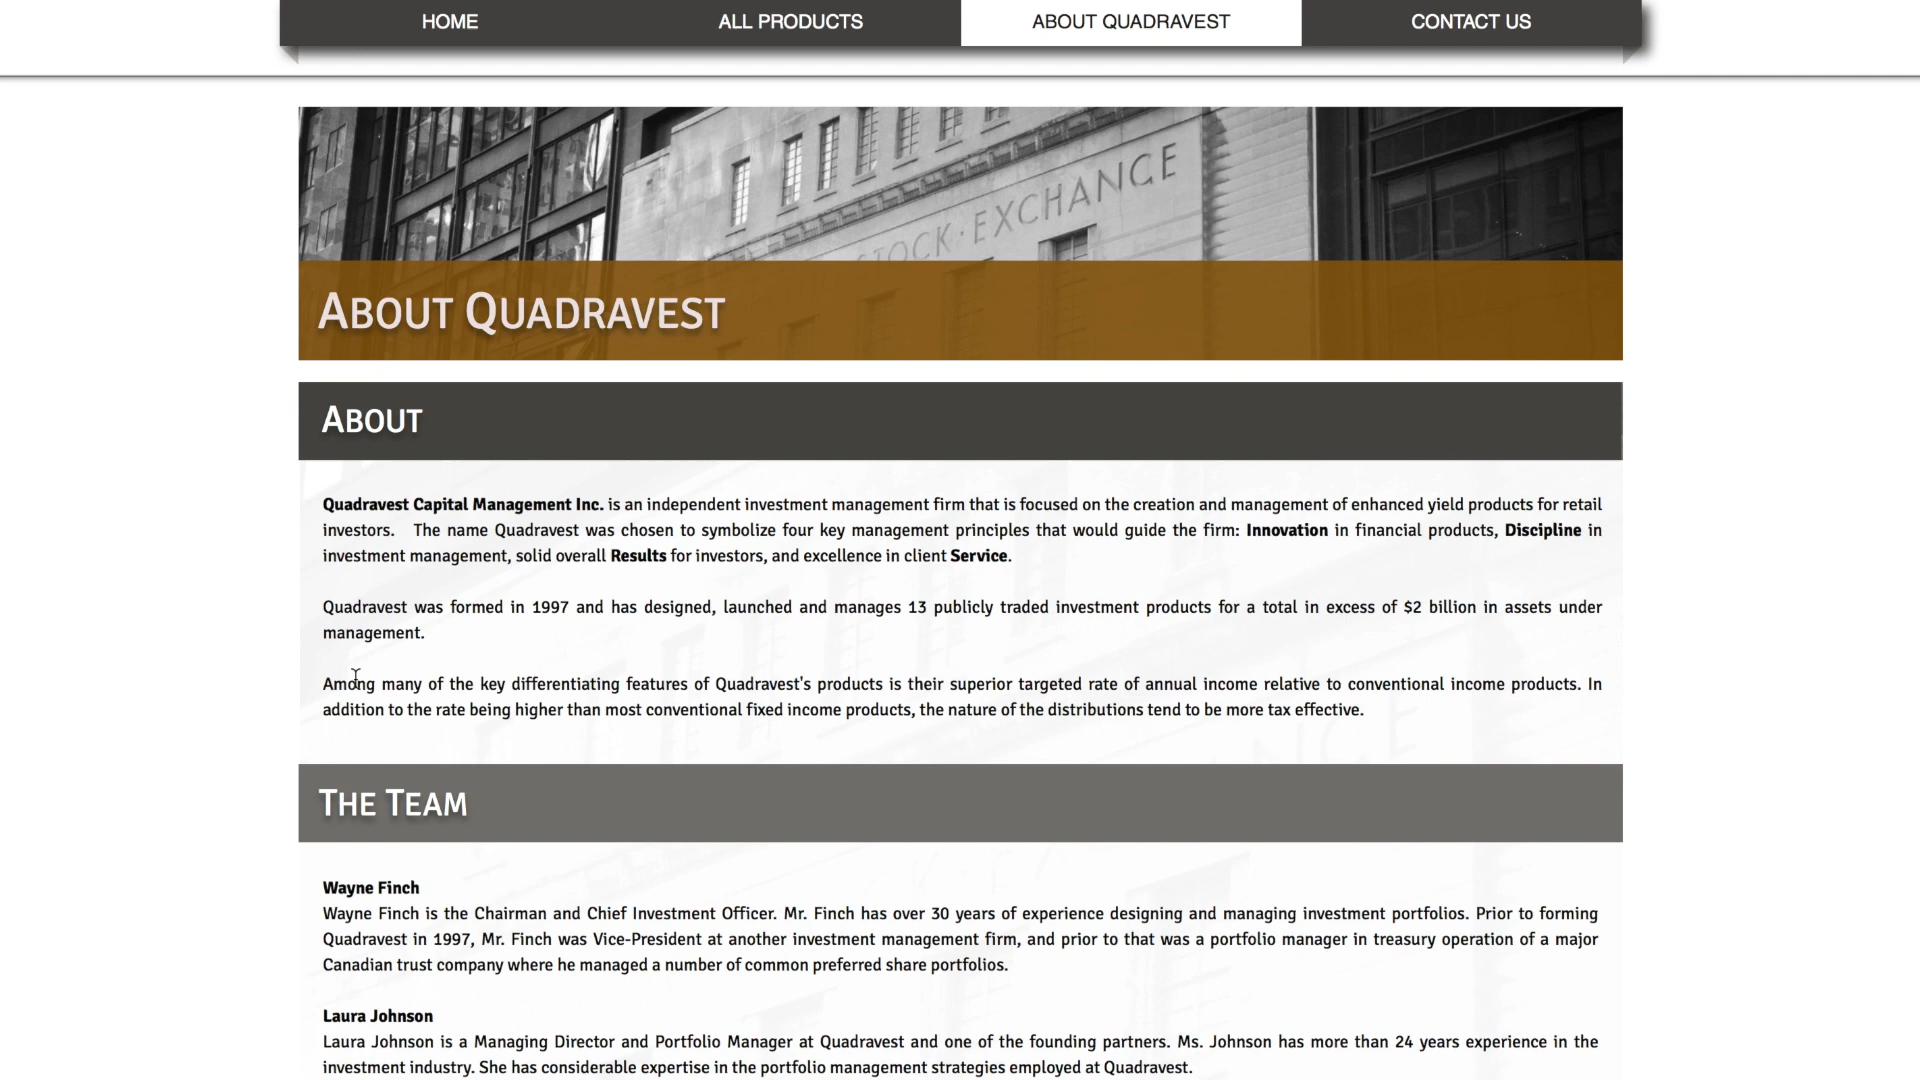 HOME ALL PRODUCTS ABOUT QUADRAVEST CONTACT US
STOCK · EXCHANGE
ABOUT QUADRAVEST
ABOUT
Quadravest Capital Management Inc. is an independent investment management firm that is focused on the creation and management of enhanced yield products for retail
investors. The name Quadravest was chosen to symbolize four key management principles that would guide the firm: Innovation in financial products, Discipline in
investment management, solid overall Results for investors, and excellence in client Service.
Quadravest was formed in 1997 and has designed, launched and manages 13 publicly traded investment products for a total in excess of $2 billion in assets under
management.
Among many of the key differentiating features of Quadravest's products is their superior targeted rate of annual income relative to conventional income products. In
addition to the rate being higher than most conventional fixed income products, the nature of the distributions tend to be more tax effective.
THE TEAM
Wayne Finch
Wayne Finch is the Chairman and Chief Investment Officer. Mr. Finch has over 30 years of experience designing and managing investment portfolios. Prior to forming
Quadravest in 1997, Mr. Finch was Vice-President at another investment management firm, and prior to that was a portfolio manager in treasury operation of a major
Canadian trust company where he managed a number of common preferred share portfolios.
Laura Johnson
Laura Johnson is a Managing Director and Portfolio Manager at Quadravest and one of the founding partners. Ms. Johnson has more than 24 years experience in the
investment industry. She has considerable expertise in the portfolio management strategies employed at Quadravest.